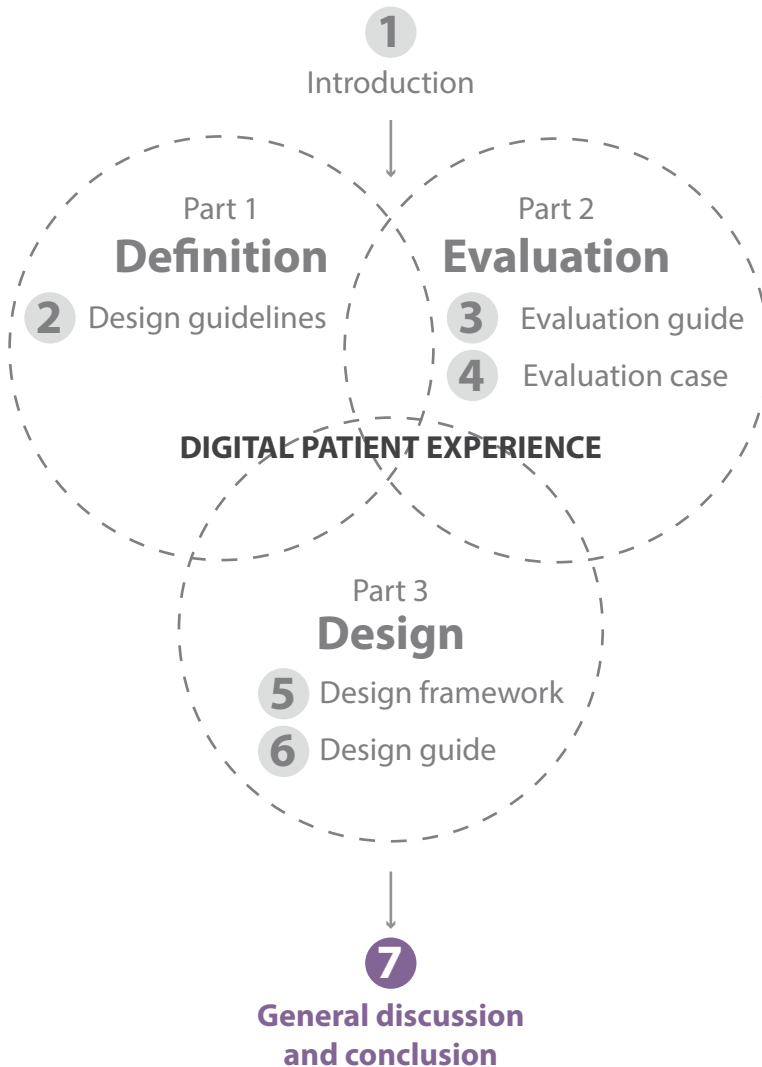 1
Introduction
Part 1
Definition
2 Design guidelines
Part 2
Evaluation
3 Evaluation guide
4 Evaluation case
DIGITAL PATIENT EXPERIENCE
Part 3
Design
5 Design framework
6 Design guide
7
General discussion
and conclusion